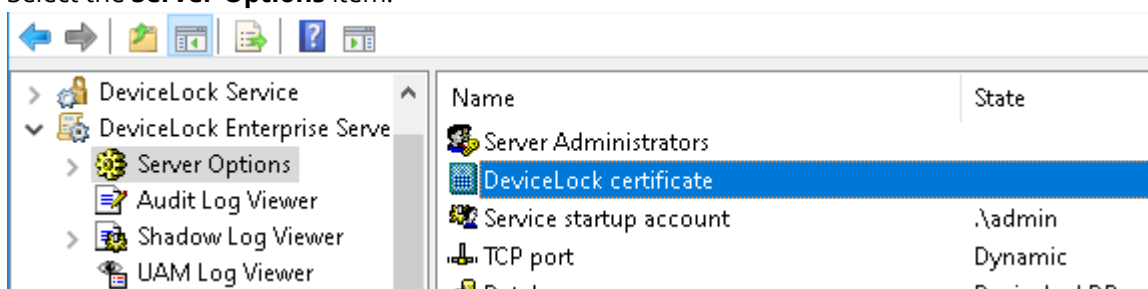 Select the Server Options item.
Name State
DeviceLock Service
DeviceLock Enterprise Serve
Server Options
Audit Log Viewer
Shadow Log Viewer
UAM Log Viewer
Server Administrators
DeviceLock certificate
Service startup account .\admin
TCP port Dynamic